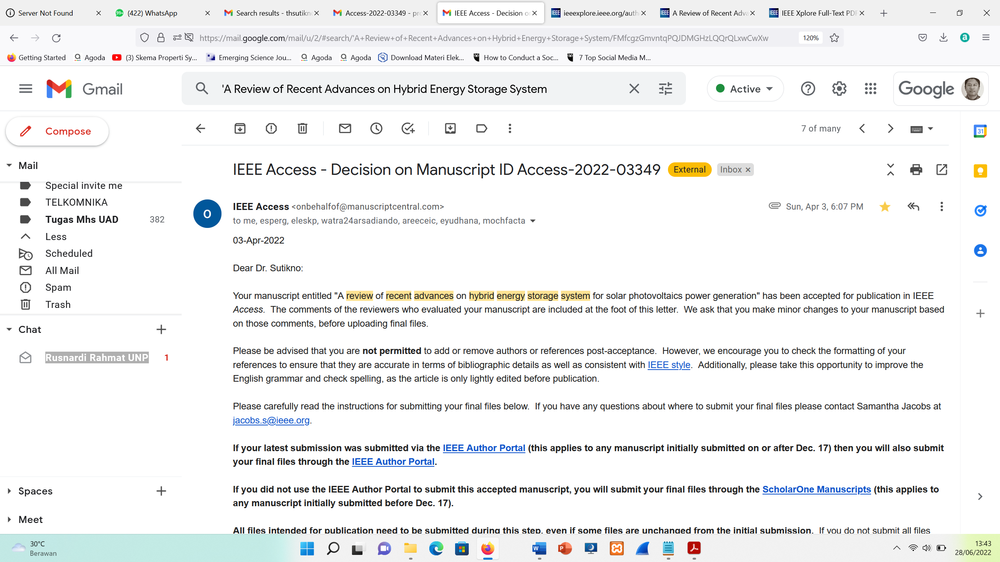 Server Not Found
(422) WhatsApp
Search results - thsutikn
Access-2022-03349 - pro
IEEE Access - Decision o
ieeexplore.ieee.org/auth
A Review of Recent Adva
IEEE Xplore Full-Text PDF
https://mail.google.com/mail/u/2/#search/'A+Review+of+Recent+Advances+on+Hybrid+Energy+Storage+System/FMfcgzGmvntqPQJDMGHzLQQrQLxwCwXw
120%
Getting Started
Agoda
(3) Skema Properti Sy...
Emerging Science Jou...
Agoda
Agoda
Download Materi Elek...
How to Conduct a Soc...
7 Top Social Media M...
Gmail
'A Review of Recent Advances on Hybrid Energy Storage System
Active
Google
Compose
7 of many
Mail
Special invite me
TELKOMNIKA
Tugas Mhs UAD 382
Less
Scheduled
All Mail
Spam
Trash
Chat
Rusnardi Rahmat UNP 1
Spaces
Meet
IEEE Access - Decision on Manuscript ID Access-2022-03349 External Inbox
O
IEEE Access <onbehalfof@manuscriptcentral.com> Sun, Apr 3, 6:07 PM
to me, esperg, eleskp, watra24arsadiando, areeceic, eyudhana, mochfacta
03-Apr-2022
Dear Dr. Sutikno:
Your manuscript entitled "A review of recent advances on hybrid energy storage system for solar photovoltaics power generation" has been accepted for publication in IEEE
Access. The comments of the reviewers who evaluated your manuscript are included at the foot of this letter. We ask that you make minor changes to your manuscript based
on those comments, before uploading final files.
Please be advised that you are not permitted to add or remove authors or references post-acceptance. However, we encourage you to check the formatting of your
references to ensure that they are accurate in terms of bibliographic details as well as consistent with IEEE style. Additionally, please take this opportunity to improve the
English grammar and check spelling, as the article is only lightly edited before publication.
Please carefully read the instructions for submitting your final files below. If you have any questions about where to submit your final files please contact Samantha Jacobs at
jacobs.s@ieee.org.
If your latest submission was submitted via the IEEE Author Portal (this applies to any manuscript initially submitted on or after Dec. 17) then you will also submit
your final files through the IEEE Author Portal.
If you did not use the IEEE Author Portal to submit this accepted manuscript, you will submit your final files through the ScholarOne Manuscripts (this applies to
any manuscript initially submitted before Dec. 17).
All files intended for publication need to be submitted during this step, even if some files are unchanged from the initial submission. If you do not submit all files
31
30°C
Berawan
13:43
28/06/2022